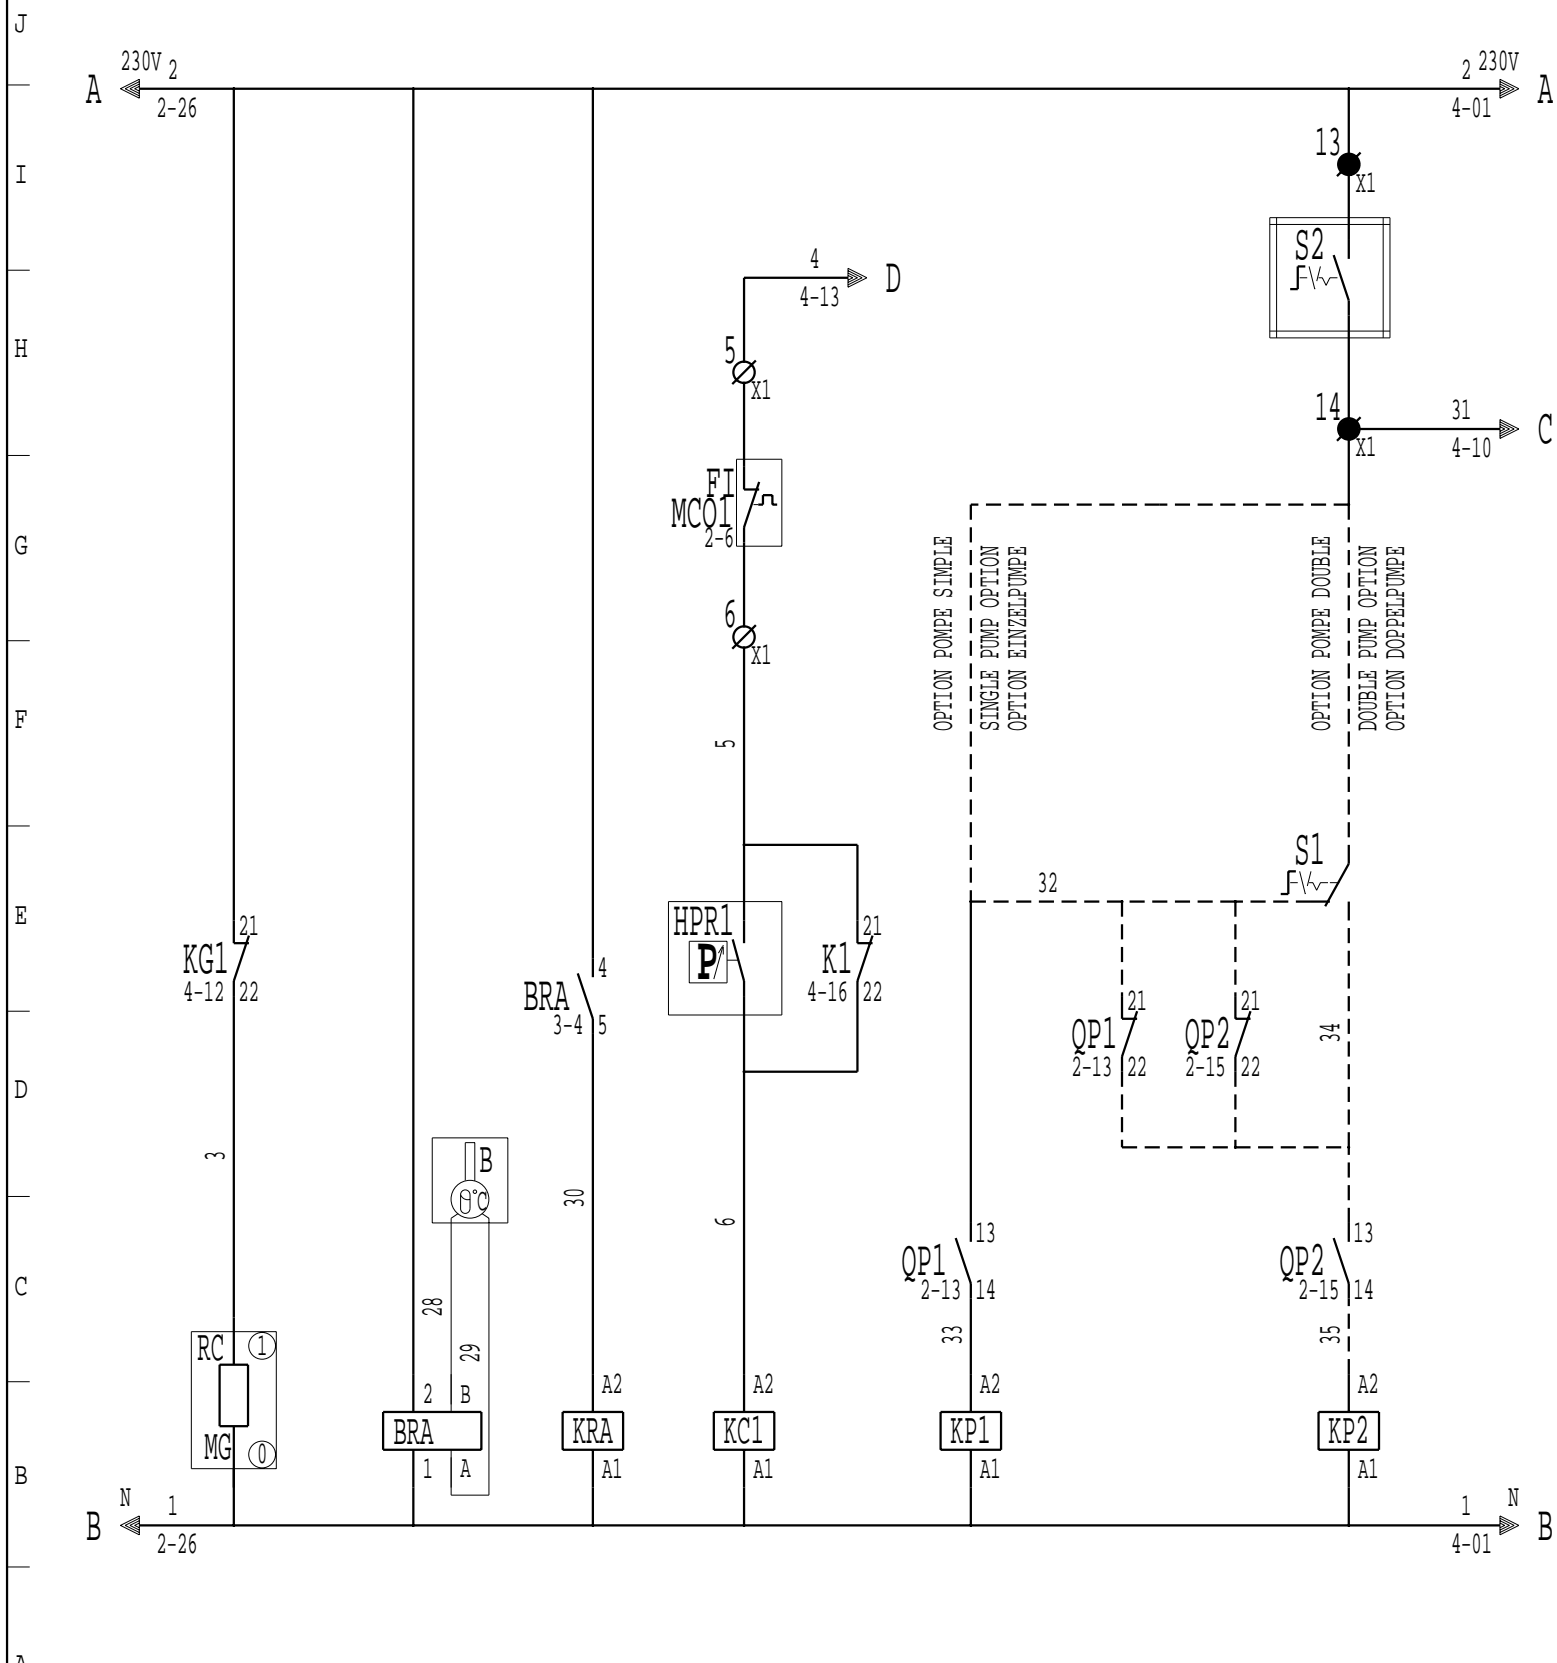 J
230V 2
A
2-26
2 230V
A
4-01
13
X1
I
S2
4
D
4-13
H
5
X1
14
X1
31
C
4-10
FI
MCO1
2-6
G
OPTION POMPE SIMPLE
SINGLE PUMP OPTION
OPTION EINZELPUMPE
OPTION POMPE DOUBLE
DOUBLE PUMP OPTION
OPTION DOPPELPUMPE
6
X1
F
5
S1
32
E
21
KG1
4-12 22
4
BRA
3-4 5
HPR1
P
21
K1
4-16 22
21
QP1
2-13 22
21
QP2
2-15 22
34
D
3
B
θ°C
30
6
13
QP1
2-13 14
13
QP2
2-15 14
C
28
29
33
35
RC 1
MG 0
2 B
BRA
1 A
A2
KRA
A1
A2
KC1
A1
A2
KP1
A1
A2
KP2
A1
B
N 1
B
2-26
1 N
B
4-01
A